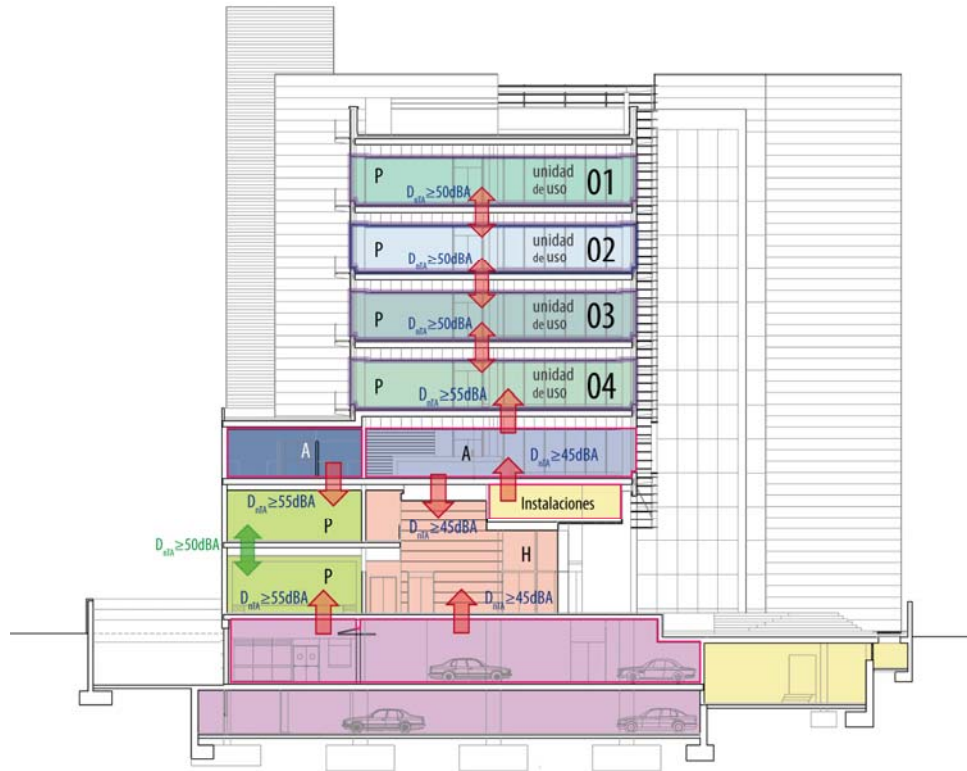 P
unidad
de uso 01
DnTA≥50dBA
unidad
de uso 02
P
DnTA≥50dBA
unidad
de uso 03
P
DnTA≥50dBA
unidad
de uso 04
P
DnTA≥55dBA
A
A
DnTA≥45dBA
DnTA≥55dBA
Instalaciones
P
DnTA≥45dBA
DnTA≥50dBA
H
P
DnTA≥55dBA
DnTA≥45dBA